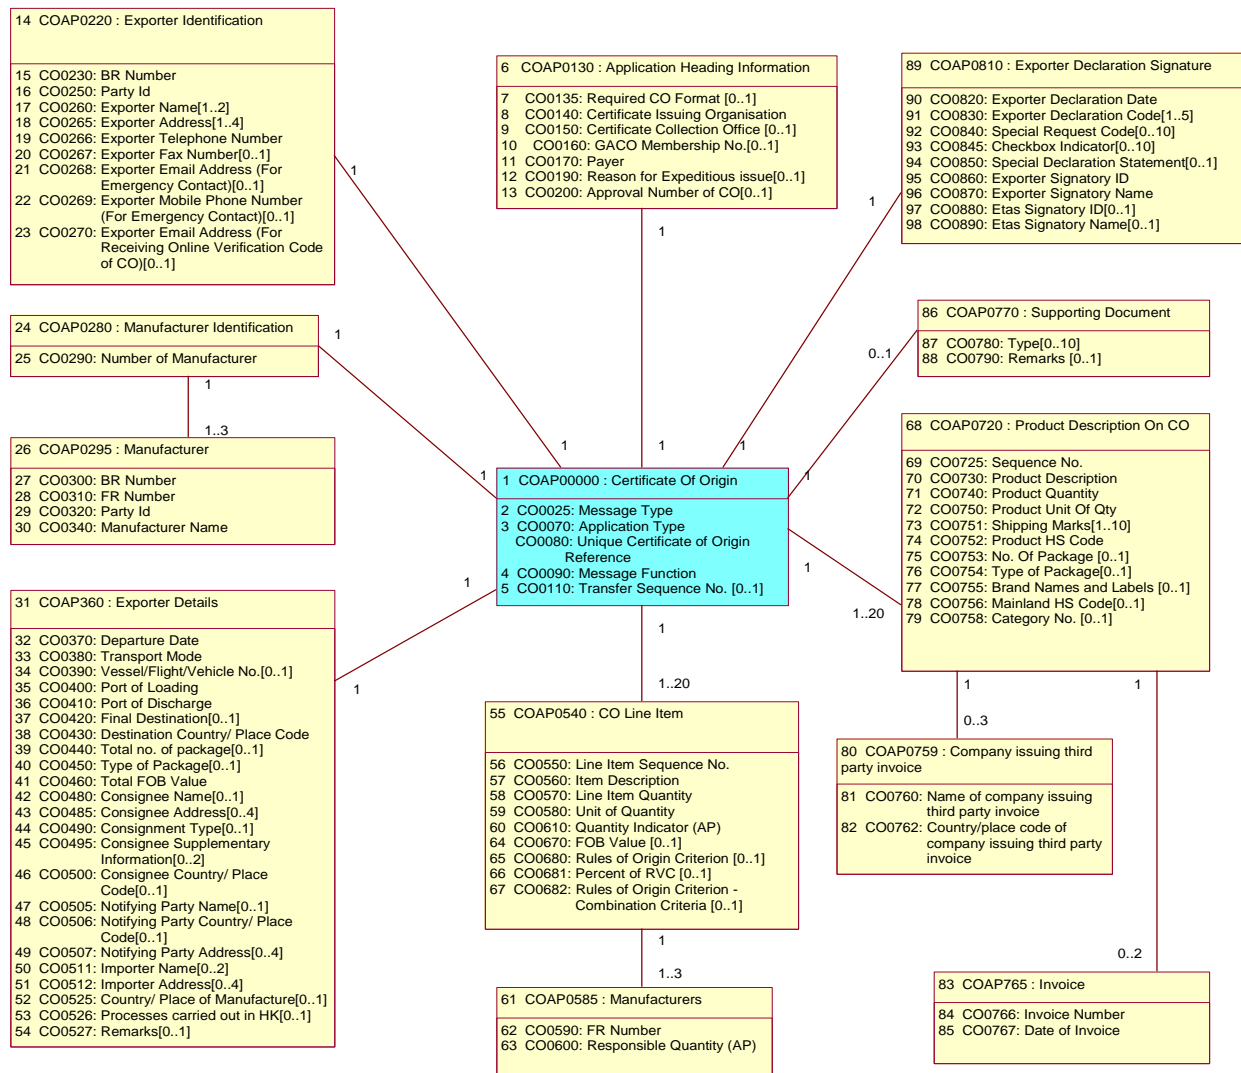 14 COAP0220 : Exporter Identification
15 CO0230: BR Number
16 CO0250: Party Id
17 CO0260: Exporter Name[1..2]
18 CO0265: Exporter Address[1..4]
19 CO0266: Exporter Telephone Number
20 CO0267: Exporter Fax Number[0..1]
21 CO0268: Exporter Email Address (For
Emergency Contact)[0..1]
22 CO0269: Exporter Mobile Phone Number
(For Emergency Contact)[0..1]
23 CO0270: Exporter Email Address (For
Receiving Online Verification Code
of CO)[0..1]
1
1
6 COAP0130 : Application Heading Information
7 CO0135: Required CO Format [0..1]
8 CO0140: Certificate Issuing Organisation
9 CO0150: Certificate Collection Office [0..1]
10 CO0160: GACO Membership No.[0..1]
11 CO0170: Payer
12 CO0190: Reason for Expeditious issue[0..1]
13 CO0200: Approval Number of CO[0..1]
1
1
89 COAP0810 : Exporter Declaration Signature
90 CO0820: Exporter Declaration Date
91 CO0830: Exporter Declaration Code[1..5]
92 CO0840: Special Request Code[0..10]
93 CO0845: Checkbox Indicator[0..10]
94 CO0850: Special Declaration Statement[0..1]
95 CO0860: Exporter Signatory ID
96 CO0870: Exporter Signatory Name
97 CO0880: Etas Signatory ID[0..1]
98 CO0890: Etas Signatory Name[0..1]
1
1
24 COAP0280 : Manufacturer Identification
25 CO0290: Number of Manufacturer
1
1
1
1..3
26 COAP0295 : Manufacturer
27 CO0300: BR Number
28 CO0310: FR Number
29 CO0320: Party Id
30 CO0340: Manufacturer Name
86 COAP0770 : Supporting Document
87 CO0780: Type[0..10]
88 CO0790: Remarks [0..1]
0..1
1
1 COAP00000 : Certificate Of Origin
2 CO0025: Message Type
3 CO0070: Application Type
CO0080: Unique Certificate of Origin
Reference
4 CO0090: Message Function
5 CO0110: Transfer Sequence No. [0..1]
68 COAP0720 : Product Description On CO
69 CO0725: Sequence No.
70 CO0730: Product Description
71 CO0740: Product Quantity
72 CO0750: Product Unit Of Qty
73 CO0751: Shipping Marks[1..10]
74 CO0752: Product HS Code
75 CO0753: No. Of Package [0..1]
76 CO0754: Type of Package[0..1]
77 CO0755: Brand Names and Labels [0..1]
78 CO0756: Mainland HS Code[0..1]
79 CO0758: Category No. [0..1]
1
1..20
1
1
31 COAP360 : Exporter Details
32 CO0370: Departure Date
33 CO0380: Transport Mode
34 CO0390: Vessel/Flight/Vehicle No.[0..1]
35 CO0400: Port of Loading
36 CO0410: Port of Discharge
37 CO0420: Final Destination[0..1]
38 CO0430: Destination Country/ Place Code
39 CO0440: Total no. of package[0..1]
40 CO0450: Type of Package[0..1]
41 CO0460: Total FOB Value
42 CO0480: Consignee Name[0..1]
43 CO0485: Consignee Address[0..4]
44 CO0490: Consignment Type[0..1]
45 CO0495: Consignee Supplementary
Information[0..2]
46 CO0500: Consignee Country/ Place
Code[0..1]
47 CO0505: Notifying Party Name[0..1]
48 CO0506: Notifying Party Country/ Place
Code[0..1]
49 CO0507: Notifying Party Address[0..4]
50 CO0511: Importer Name[0..2]
51 CO0512: Importer Address[0..4]
52 CO0525: Country/ Place of Manufacture[0..1]
53 CO0526: Processes carried out in HK[0..1]
54 CO0527: Remarks[0..1]
1
1..20
55 COAP0540 : CO Line Item
56 CO0550: Line Item Sequence No.
57 CO0560: Item Description
58 CO0570: Line Item Quantity
59 CO0580: Unit of Quantity
60 CO0610: Quantity Indicator (AP)
64 CO0670: FOB Value [0..1]
65 CO0680: Rules of Origin Criterion [0..1]
66 CO0681: Percent of RVC [0..1]
67 CO0682: Rules of Origin Criterion -
Combination Criteria [0..1]
1
1..3
61 COAP0585 : Manufacturers
62 CO0590: FR Number
63 CO0600: Responsible Quantity (AP)
1
0..3
80 COAP0759 : Company issuing third
party invoice
81 CO0760: Name of company issuing
third party invoice
82 CO0762: Country/place code of
company issuing third party
invoice
1
0..2
83 COAP765 : Invoice
84 CO0766: Invoice Number
85 CO0767: Date of Invoice